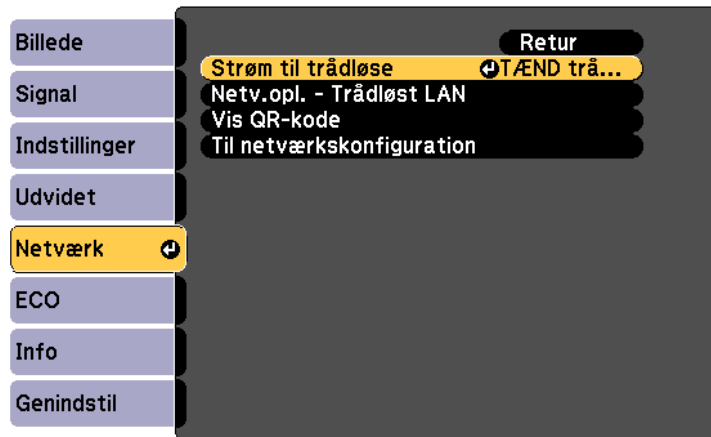 Billede
Signal
Indstillinger
Udvidet
Netværk
ECO
Info
Genindstil
Retur
Strøm til trådløse TÆND trå...
Netv.opl. - Trådløst LAN
Vis QR-kode
Til netværkskonfiguration